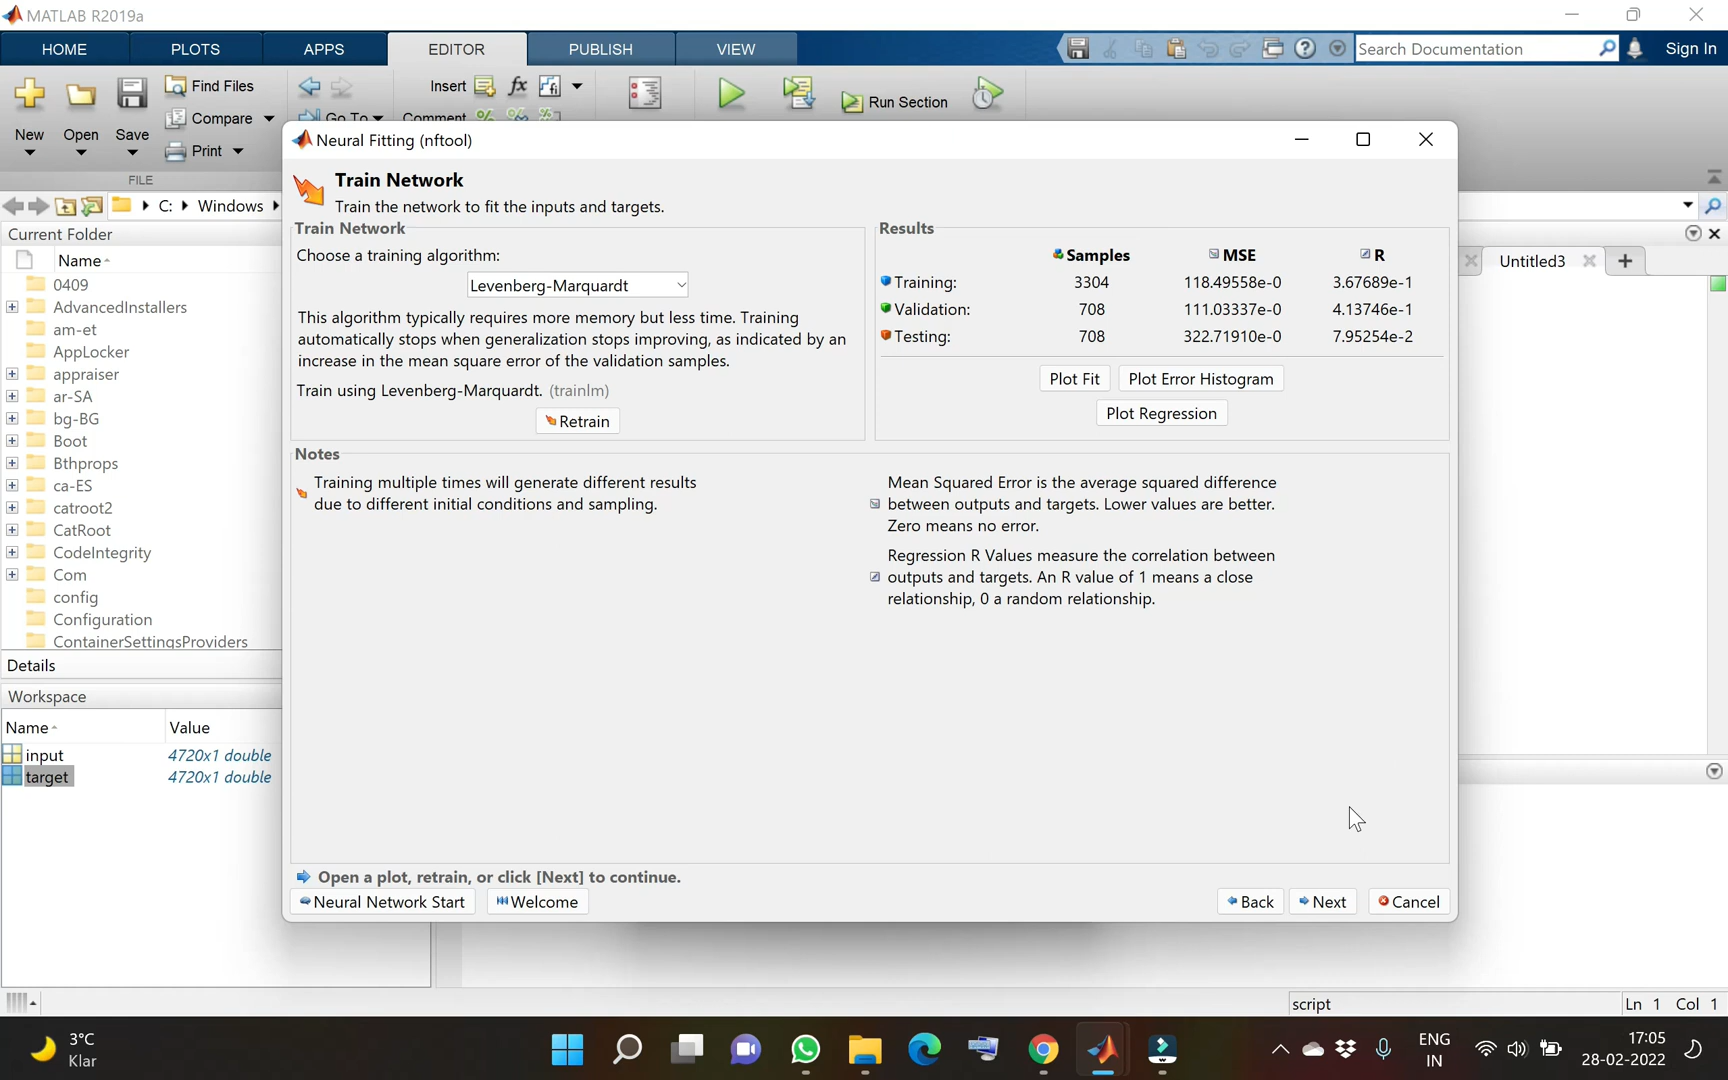 MATLAB R2019a
HOME PLOTS APPS EDITOR PUBLISH VIEW
Search Documentation
Sign In
New
Open
Save
Find Files
Compare
Print
FILE
Insert
fx
Comment
Go To
Run Section
C: Windows
Current Folder
Name
0409
AdvancedInstallers
am-et
AppLocker
appraiser
ar-SA
bg-BG
Boot
Bthprops
ca-ES
catroot2
CatRoot
CodeIntegrity
Com
config
Configuration
ContainerSettingsProviders
Details
Workspace
Name Value
input 4720x1 double
target 4720x1 double
Untitled3
Neural Fitting (nftool)
Train Network
Train the network to fit the inputs and targets.
Train Network
Choose a training algorithm:
Levenberg-Marquardt
This algorithm typically requires more memory but less time. Training
automatically stops when generalization stops improving, as indicated by an
increase in the mean square error of the validation samples.
Train using Levenberg-Marquardt. (trainlm)
Retrain
Results
Samples MSE R
Training: 3304 118.49558e-0 3.67689e-1
Validation: 708 111.03337e-0 4.13746e-1
Testing: 708 322.71910e-0 7.95254e-2
Plot Fit Plot Error Histogram
Plot Regression
Notes
Training multiple times will generate different results
due to different initial conditions and sampling.
Mean Squared Error is the average squared difference
between outputs and targets. Lower values are better.
Zero means no error.
Regression R Values measure the correlation between
outputs and targets. An R value of 1 means a close
relationship, 0 a random relationship.
Open a plot, retrain, or click [Next] to continue.
Neural Network Start Welcome Back Next Cancel
script
Ln 1 Col 1
3°C
Klar
ENG
IN
17:05
28-02-2022